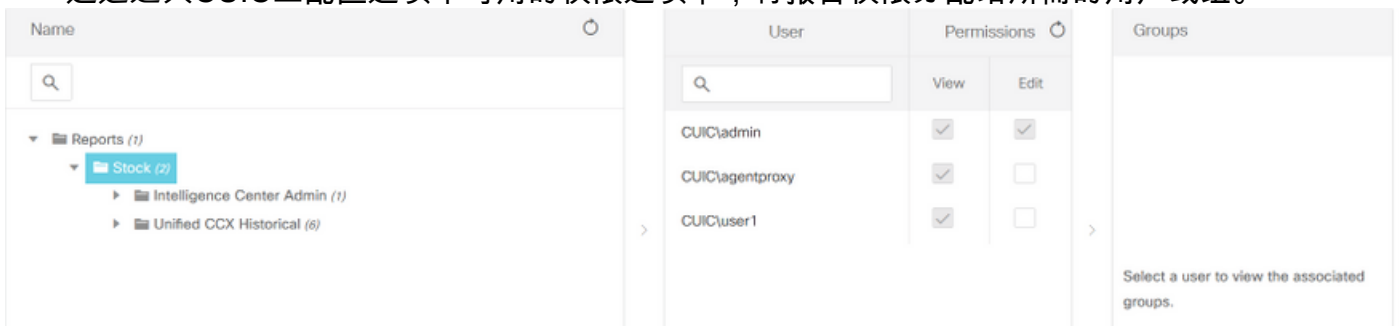 Name
User
Permissions
Groups
View
Edit
Reports (1)
Stock (2)
Intelligence Center Admin (1)
Unified CCX Historical (6)
CUIC\admin
CUIC\agentproxy
CUIC\user1
Select a user to view the associated
groups.